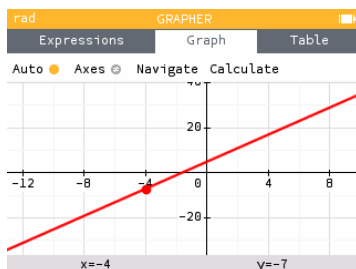 rad GRAPHER
Expressions Graph Table
Auto Axes Navigate Calculate
40
20
-12 -8 -4 0 4 8
-20
x=-4 y=-7